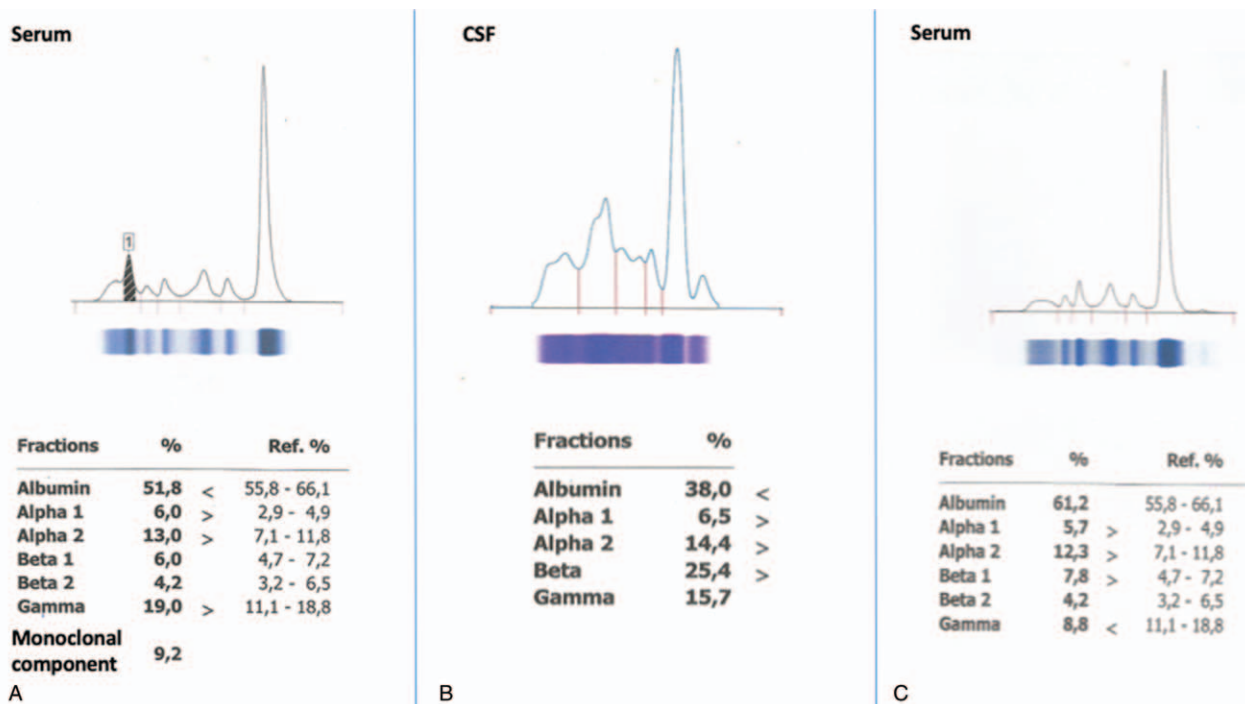 Serum
1
Fractions % Ref. %
Albumin 51,8 < 55,8 - 66,1
Alpha 1 6,0 > 2,9 - 4,9
Alpha 2 13,0 > 7,1 - 11,8
Beta 1 6,0 4,7 - 7,2
Beta 2 4,2 3,2 - 6,5
Gamma 19,0 > 11,1 - 18,8
Monoclonal
component 9,2
A
CSF
Fractions %
Albumin 38,0 <
Alpha 1 6,5 >
Alpha 2 14,4 >
Beta 25,4 >
Gamma 15,7
B
Serum
Fractions % Ref. %
Albumin 61,2 55,8 - 66,1
Alpha 1 5,7 > 2,9 - 4,9
Alpha 2 12,3 > 7,1 - 11,8
Beta 1 7,8 > 4,7 - 7,2
Beta 2 4,2 3,2 - 6,5
Gamma 8,8 < 11,1 - 18,8
C